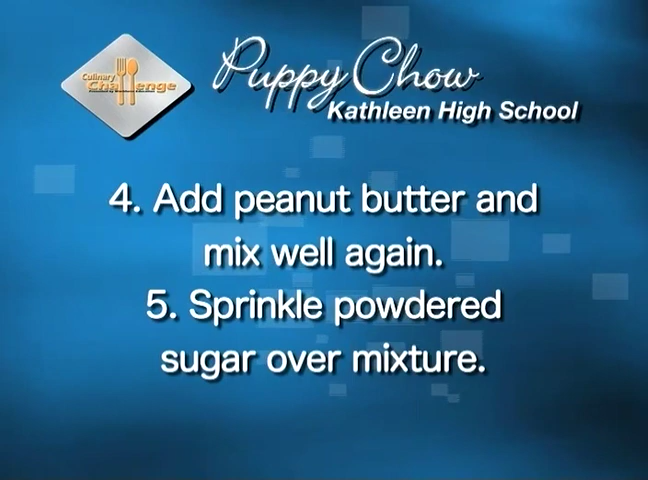 Culinary
Challenge
Puppy Chow
Kathleen High School
4. Add peanut butter and
mix well again.
5. Sprinkle powdered
sugar over mixture.